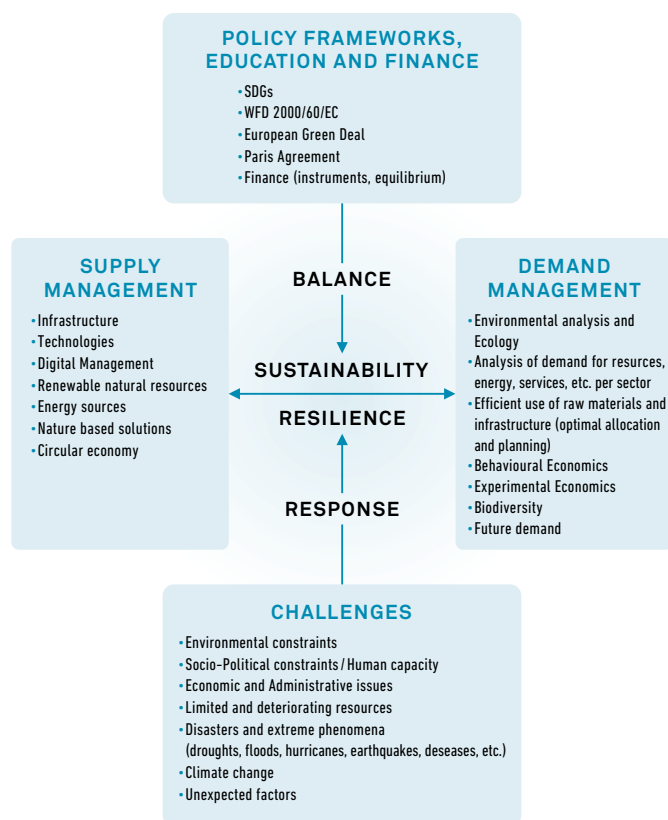 POLICY FRAMEWORKS,
EDUCATION AND FINANCE
• SDGs
• WFD 2000/60/EC
• European Green Deal
• Paris Agreement
• Finance (instruments, equilibrium)
BALANCE
SUPPLY
MANAGEMENT
• Infrastructure
• Technologies
• Digital Management
• Renewable natural resources
• Energy sources
• Nature based solutions
• Circular economy
SUSTAINABILITY
RESILIENCE
DEMAND
MANAGEMENT
• Environmental analysis and
Ecology
• Analysis of demand for resurces,
energy, services, etc. per sector
• Efficient use of raw materials and
infrastructure (optimal allocation
and planning)
• Behavioural Economics
• Experimental Economics
• Biodiversity
• Future demand
RESPONSE
CHALLENGES
• Environmental constraints
• Socio-Political constraints / Human capacity
• Economic and Administrative issues
• Limited and deteriorating resources
• Disasters and extreme phenomena
(droughts, floods, hurricanes, earthquakes, deseases, etc.)
• Climate change
• Unexpected factors